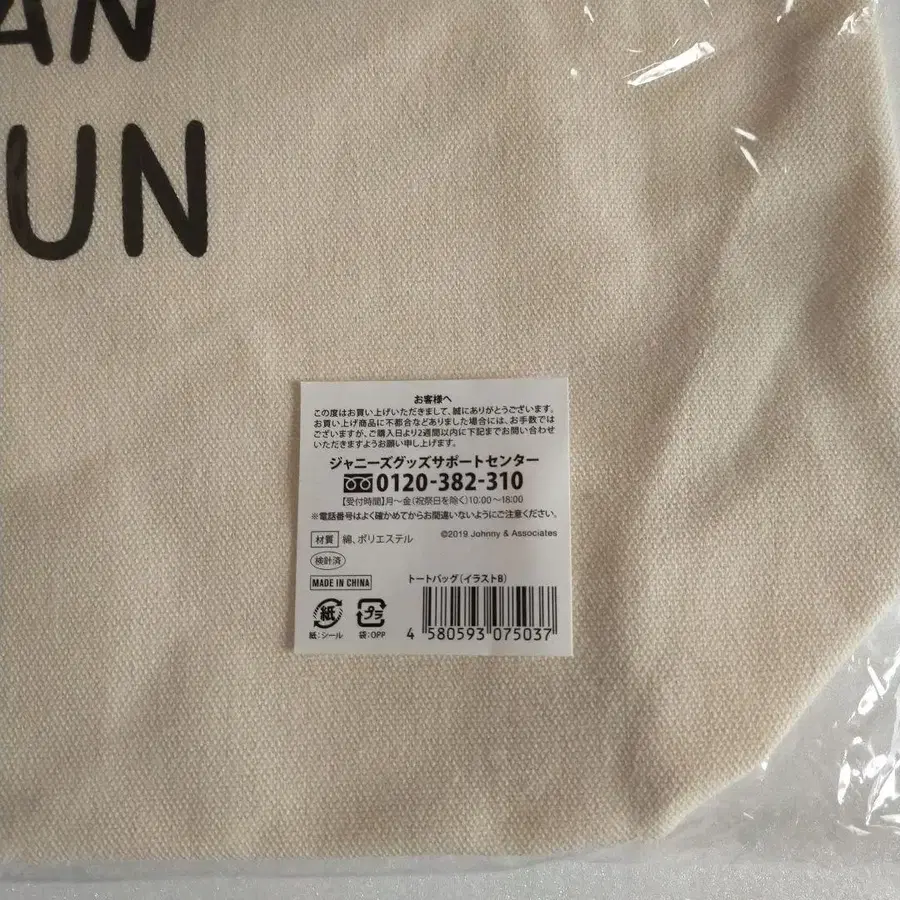 AN
UN
お客様へ
この度はお買い上げいただきまして、誠にありがとうございます。
お買い上げ商品に不都合などありました場合には、お手数では
ございますが、ご購入日より2週間以内に下記までお問い合わせ
いただきますようお願い申し上げます。
ジャニーズグッズサポートセンター
0120-382-310
【受付時間】月〜金(祝祭日を除く)10:00〜18:00
※電話番号はよく確かめてからお間違いないようにご注意ください。
材質 綿、ポリエステル
©2019 Johnny & Associates
検針済
MADE IN CHINA
トートバッグ(イラストB)
紙 プラ
紙:シール 袋:OPP
4 580593 075037